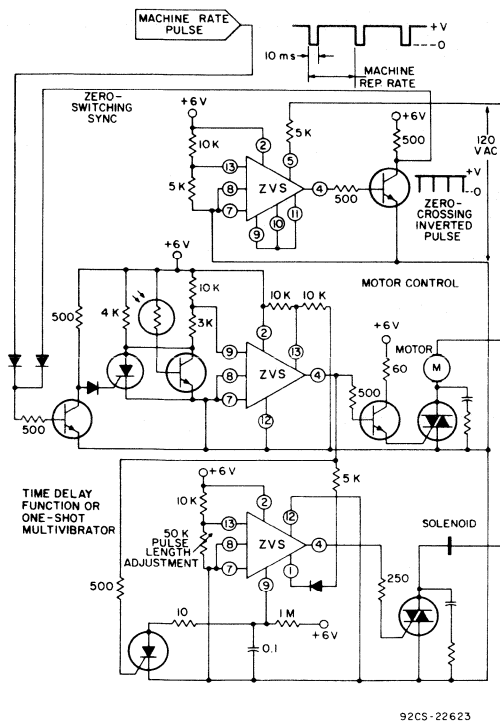 MACHINE RATE
PULSE
+V
0
10 ms
MACHINE
REP. RATE
ZERO-
SWITCHING
SYNC
+6V
10K
5K
13
8
7
2
5K
5
ZVS
4
9
10
11
500
+6V
500
120
VAC
+V
0
ZERO-
CROSSING
INVERTED
PULSE
MOTOR CONTROL
+6V
500
4K
10K
3K
9
8
7
2
10K
10K
13
ZVS
4
12
500
+6V
60
MOTOR
M
500
5K
TIME DELAY
FUNCTION OR
ONE-SHOT
MULTIVIBRATOR
+6V
10K
50K
PULSE
LENGTH
ADJUSTMENT
13
8
7
2
12
ZVS
4
1
9
500
10
1M
+6V
0.1
250
SOLENOID
92CS-22623